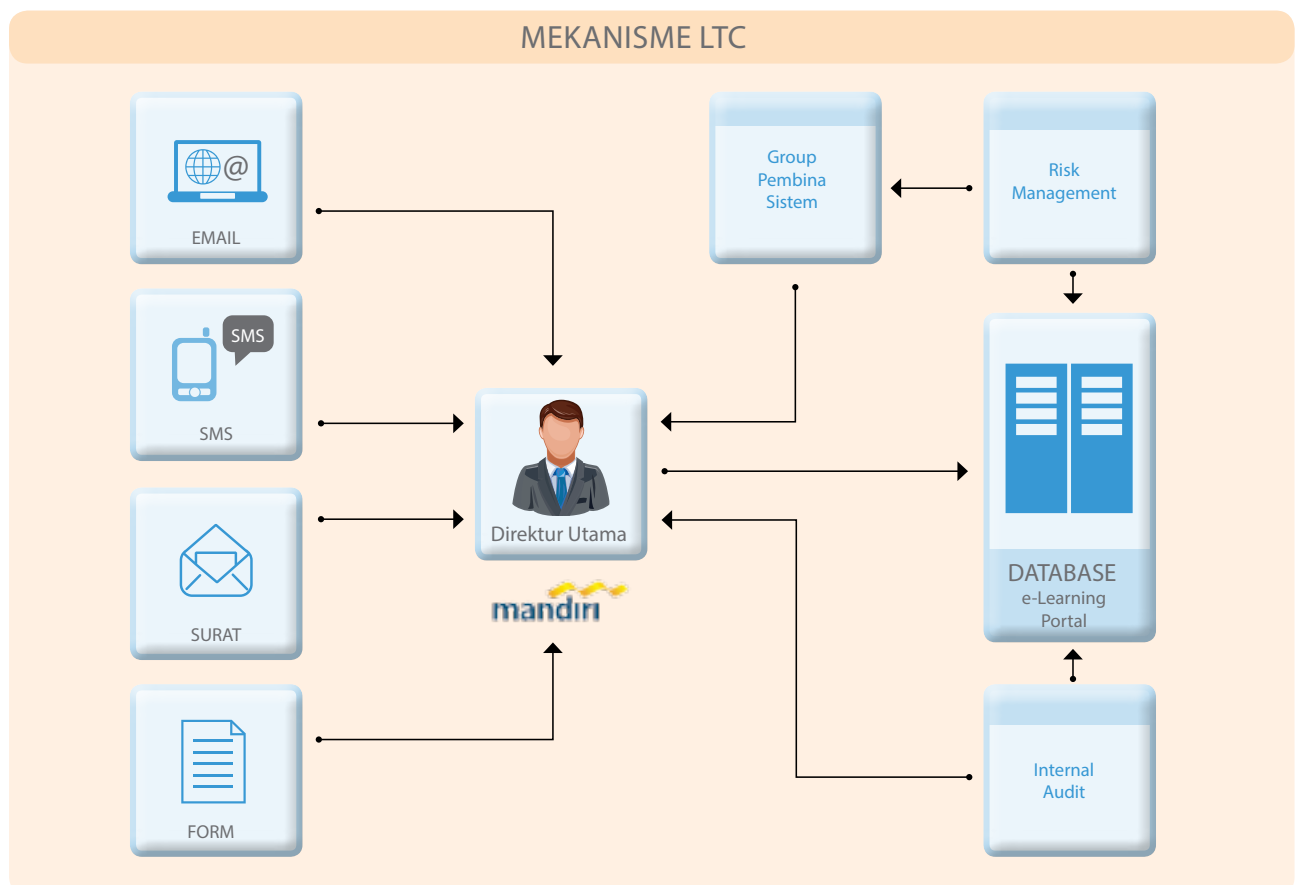 MEKANISME LTC
@
EMAIL
SMS
SMS
SURAT
FORM
Direktur Utama
mandiri
Group
Pembina
Sistem
Risk
Management
DATABASE
e-Learning
Portal
Internal
Audit